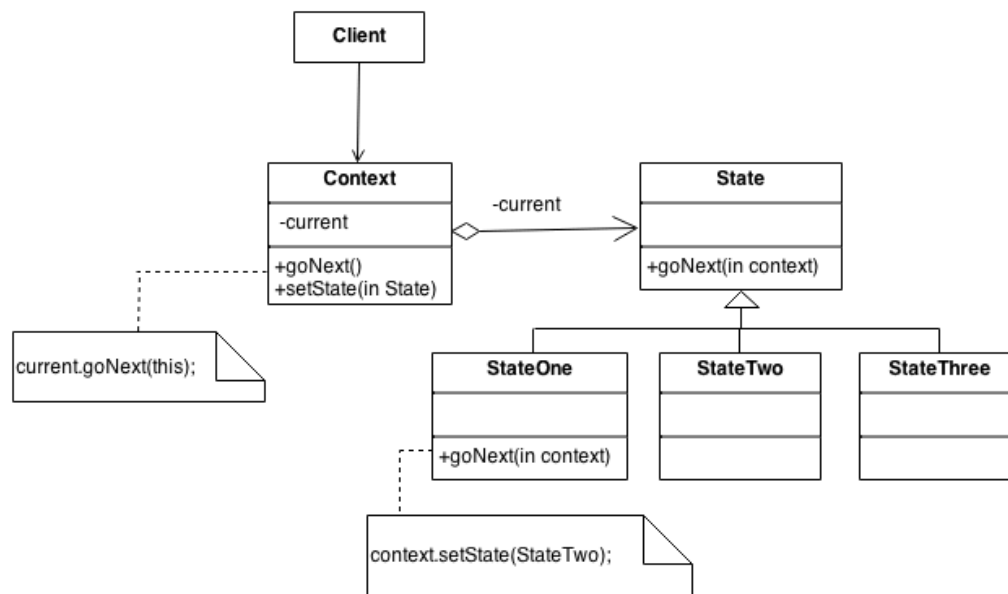 Client
Context
-current
+goNext()
+setState(in State)
-current
State
+goNext(in context)
current.goNext(this);
StateOne
+goNext(in context)
StateTwo
StateThree
context.setState(StateTwo);